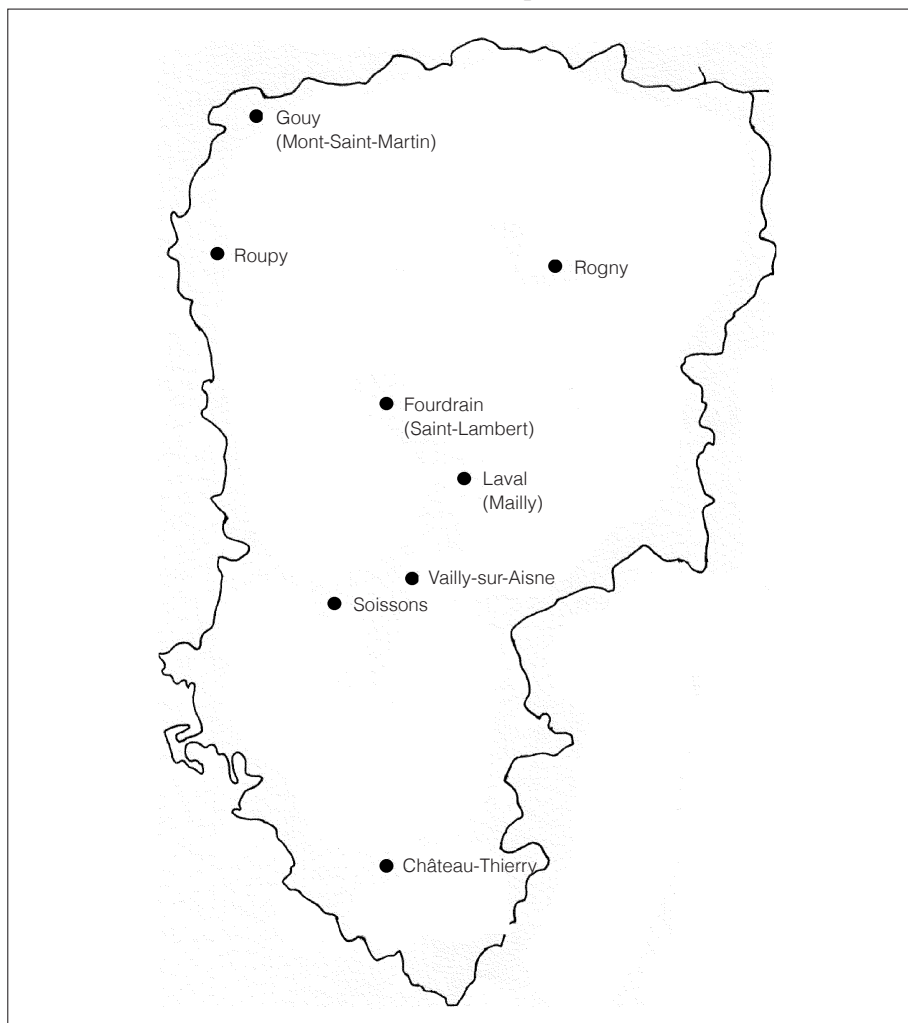 Gouy
(Mont-Saint-Martin)
Roupy
Rogny
Fourdrain
(Saint-Lambert)
Laval
(Mailly)
Vailly-sur-Aisne
Soissons
Château-Thierry